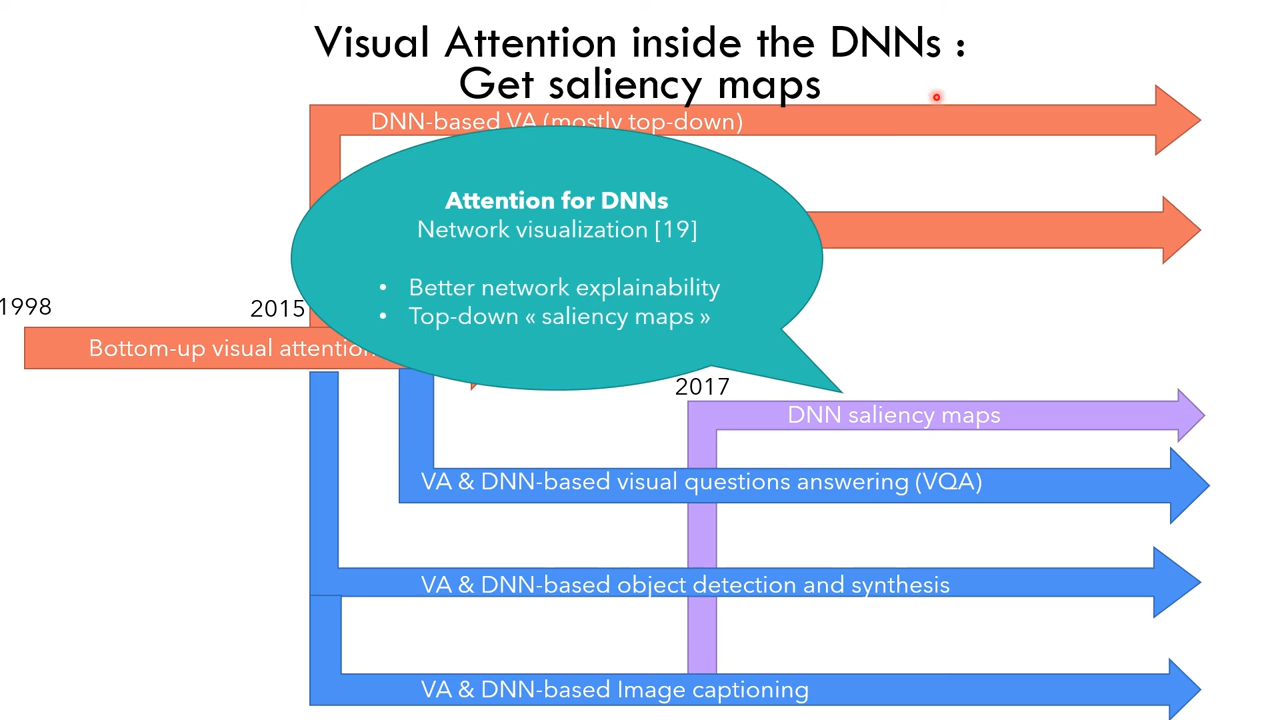 Visual Attention inside the DNNs :
Get saliency maps
DNN-based VA (mostly top-down)
Attention for DNNs
Network visualization [19]
• Better network explainability
• Top-down « saliency maps »
1998
2015
Bottom-up visual attention
2017
DNN saliency maps
VA & DNN-based visual questions answering (VQA)
VA & DNN-based object detection and synthesis
VA & DNN-based Image captioning